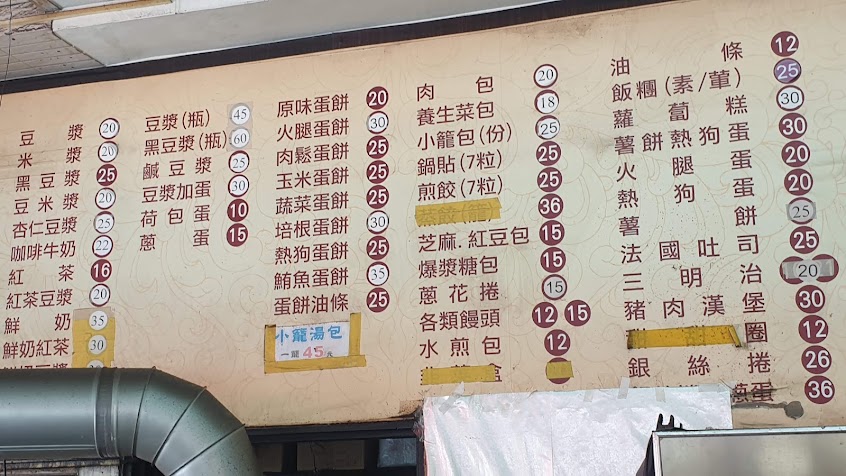 豆漿 20
米漿 20
黑豆漿 25
豆米漿 20
杏仁豆漿 25
咖啡牛奶 22
紅茶 16
紅茶豆漿 20
鮮奶 35
鮮奶紅茶 30
豆漿(瓶) 45
黑豆漿(瓶) 60
鹹豆漿 25
豆漿加蛋 30
荷包蛋 10
蔥蛋 15
原味蛋餅 20
火腿蛋餅 30
肉鬆蛋餅 25
玉米蛋餅 25
蔬菜蛋餅 25
培根蛋餅 30
熱狗蛋餅 25
鮪魚蛋餅 35
蛋餅油條 25
小籠湯包
一籠45元
肉包 20
養生菜包 18
小籠包(份) 25
鍋貼(7粒) 25
煎餃(7粒) 25
36
芝麻.紅豆包 15
爆漿糖包 15
蔥花捲 15
各類饅頭 12 15
水煎包 12
油條 12
飯糰(素/葷) 25
蘿蔔糕 30
薯餅熱狗蛋 30
火腿蛋 20
熱狗蛋 20
薯餅 25
法國吐司 25
三明治 20
豬肉漢堡 30
圈 12
銀絲捲 26
蛋 36